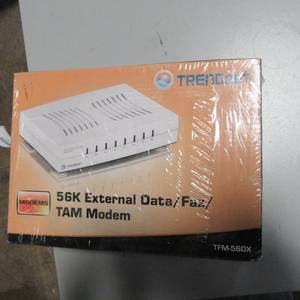 TRENDnet
MODEMS
56K External Data/Fax/
TAM Modem
TFM-560X